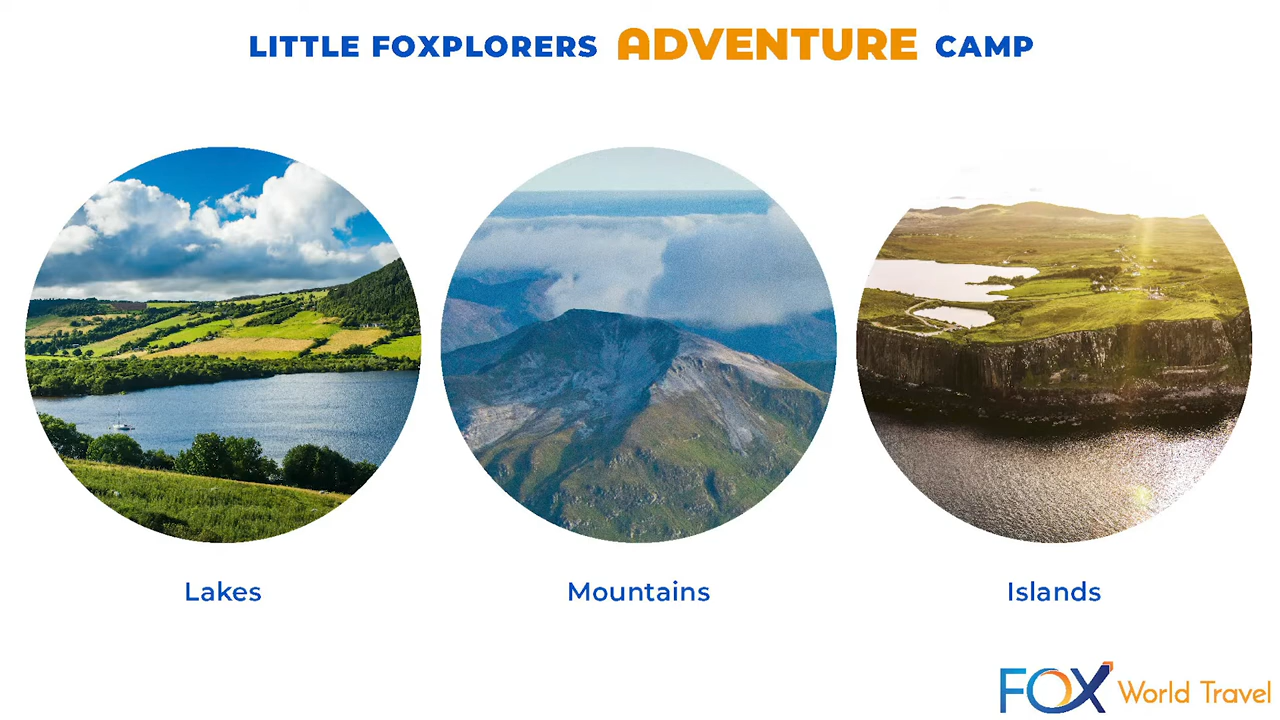 LITTLE FOXPLORERS ADVENTURE CAMP
Lakes
Mountains
Islands
FOX World Travel